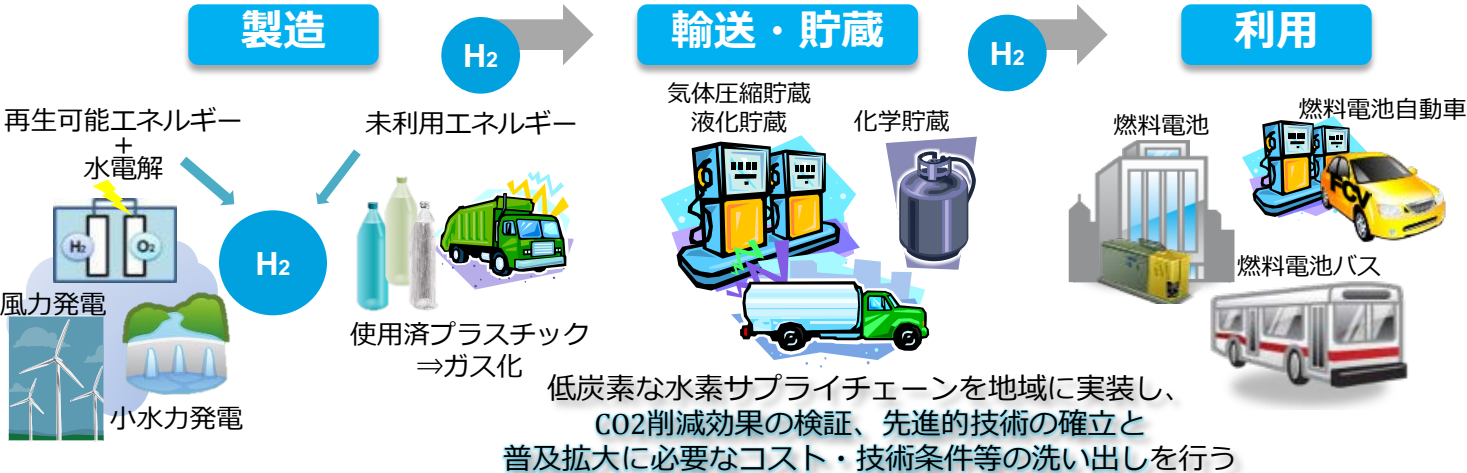 製造
H2
輸送・貯蔵
H2
利用
再生可能エネルギー
+
水電解
未利用エネルギー
H2
O2
H2
風力発電
小水力発電
使用済プラスチック
⇒ガス化
気体圧縮貯蔵
液化貯蔵
化学貯蔵
燃料電池
燃料電池自動車
FCV
燃料電池バス
低炭素な水素サプライチェーンを地域に実装し、
CO2削減効果の検証、先進的技術の確立と
普及拡大に必要なコスト・技術条件等の洗い出しを行う